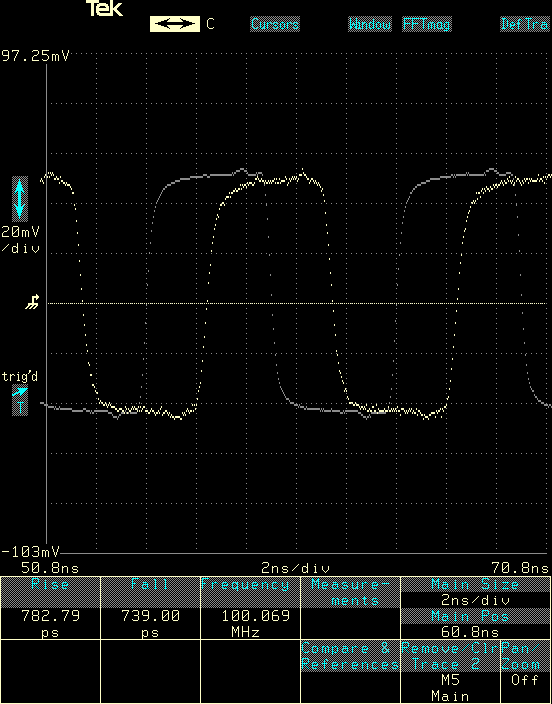 Tek
C Cursors Window FFTmag DefTra
97.25mV
20mV
/div
trig'd
T
-103mV
50.8ns 2ns/div 70.8ns
Rise Fall Frequency Measure- Main Size
ments 2ns/div
782.79 739.00 100.069 Main Pos
ps ps MHz 60.8ns
Compare & Remove Clr Pan/
References Trace 2 Zoom
M5 Off
Main